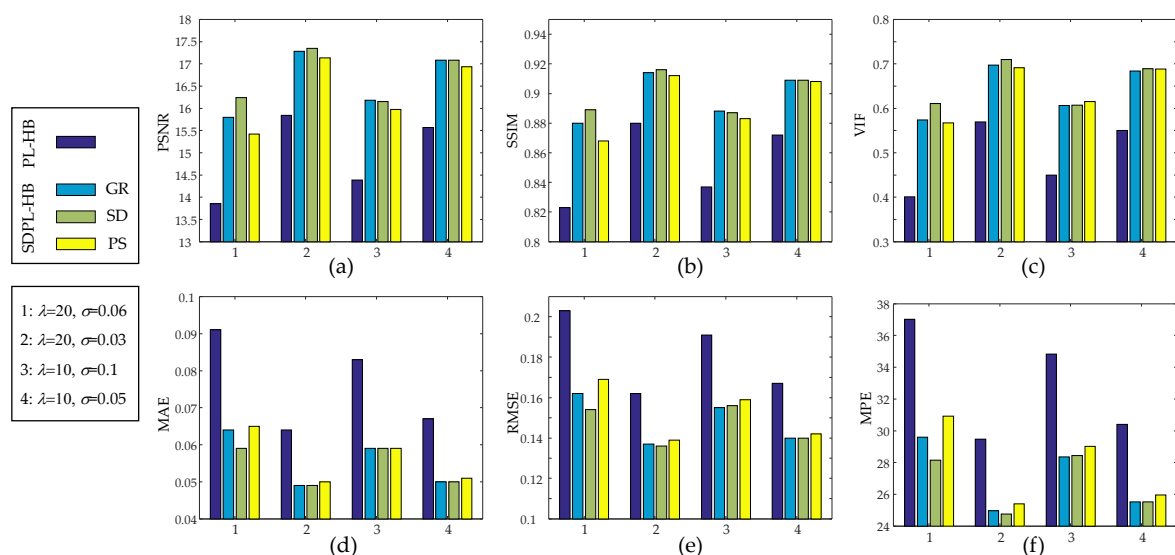 PL-HB
SDPL-HB
GR
SD
PS
1: λ=20, σ=0.06
2: λ=20, σ=0.03
3: λ=10, σ=0.1
4: λ=10, σ=0.05
PSNR
18
17.5
17
16.5
16
15.5
15
14.5
14
13.5
13
1 2 3 4
(a)
SSIM
0.94
0.92
0.9
0.88
0.86
0.84
0.82
0.8
1 2 3 4
(b)
VIF
0.8
0.7
0.6
0.5
0.4
0.3
1 2 3 4
(c)
MAE
0.1
0.09
0.08
0.07
0.06
0.05
0.04
1 2 3 4
(d)
RMSE
0.2
0.18
0.16
0.14
0.12
0.1
1 2 3 4
(e)
MPE
38
36
34
32
30
28
26
24
1 2 3 4
(f)